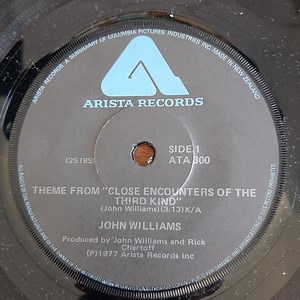 ARISTA RECORDS: A SUBSIDIARY OF COLUMBIA PICTURES INDUSTRIES INC. MADE IN NEW ZEALAND
ARISTA RECORDS
SIDE.1
(2518S) ATA 300
THEME FROM "CLOSE ENCOUNTERS OF THE
THIRD KIND"
(John Williams)(3.13)K/A
JOHN WILLIAMS
Produced by John Williams and Rick
Chertoff
(P)1977 Arista Records inc